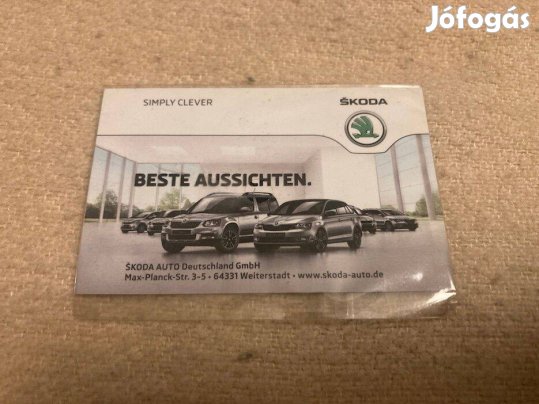 Jófogás
SIMPLY CLEVER
ŠKODA
BESTE AUSSICHTEN.
ŠKODA AUTO Deutschland GmbH
Max-Planck-Str. 3-5 • 64331 Weiterstadt • www.skoda-auto.de